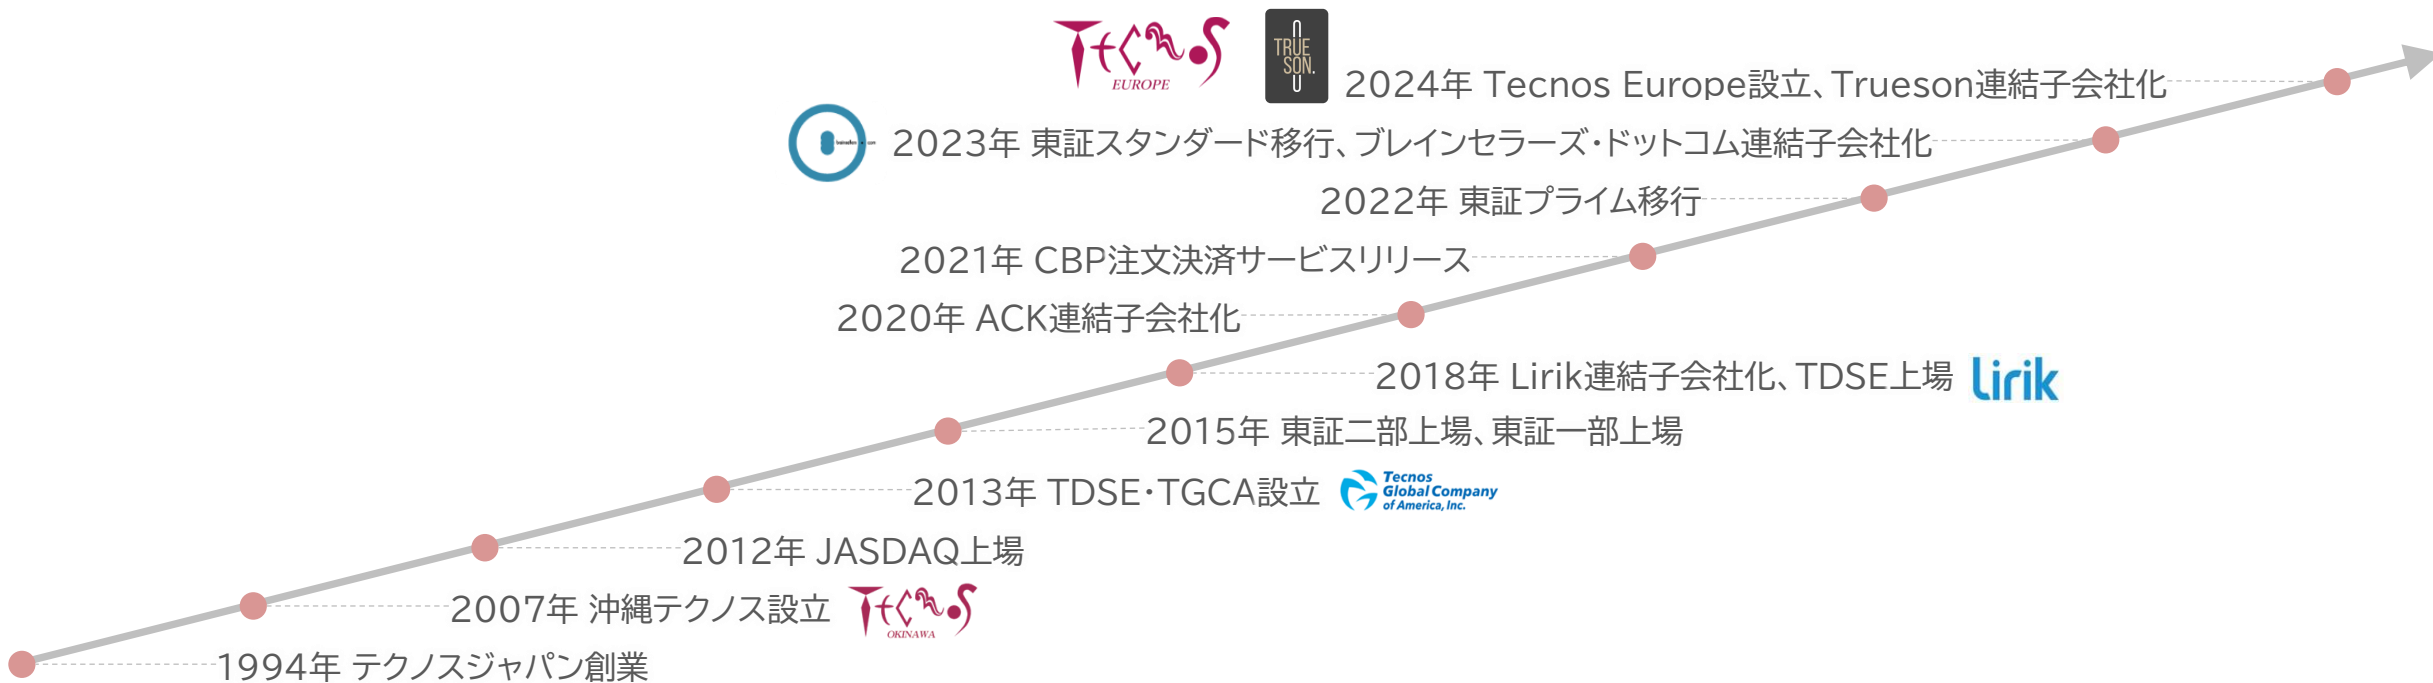 TECNOS
EUROPE
TRUE
SON.
2024年 Tecnos Europe設立、Trueson連結子会社化
2023年 東証スタンダード移行、ブレインセラーズ・ドットコム連結子会社化
2022年 東証プライム移行
2021年 CBP注文決済サービスリリース
2020年 ACK連結子会社化
2018年 Lirik連結子会社化、TDSE上場
Lirik
2015年 東証二部上場、東証一部上場
2013年 TDSE・TGCA設立
Tecnos
Global Company
of America, Inc.
2012年 JASDAQ上場
2007年 沖縄テクノス設立
TECNOS
OKINAWA
1994年 テクノスジャパン創業